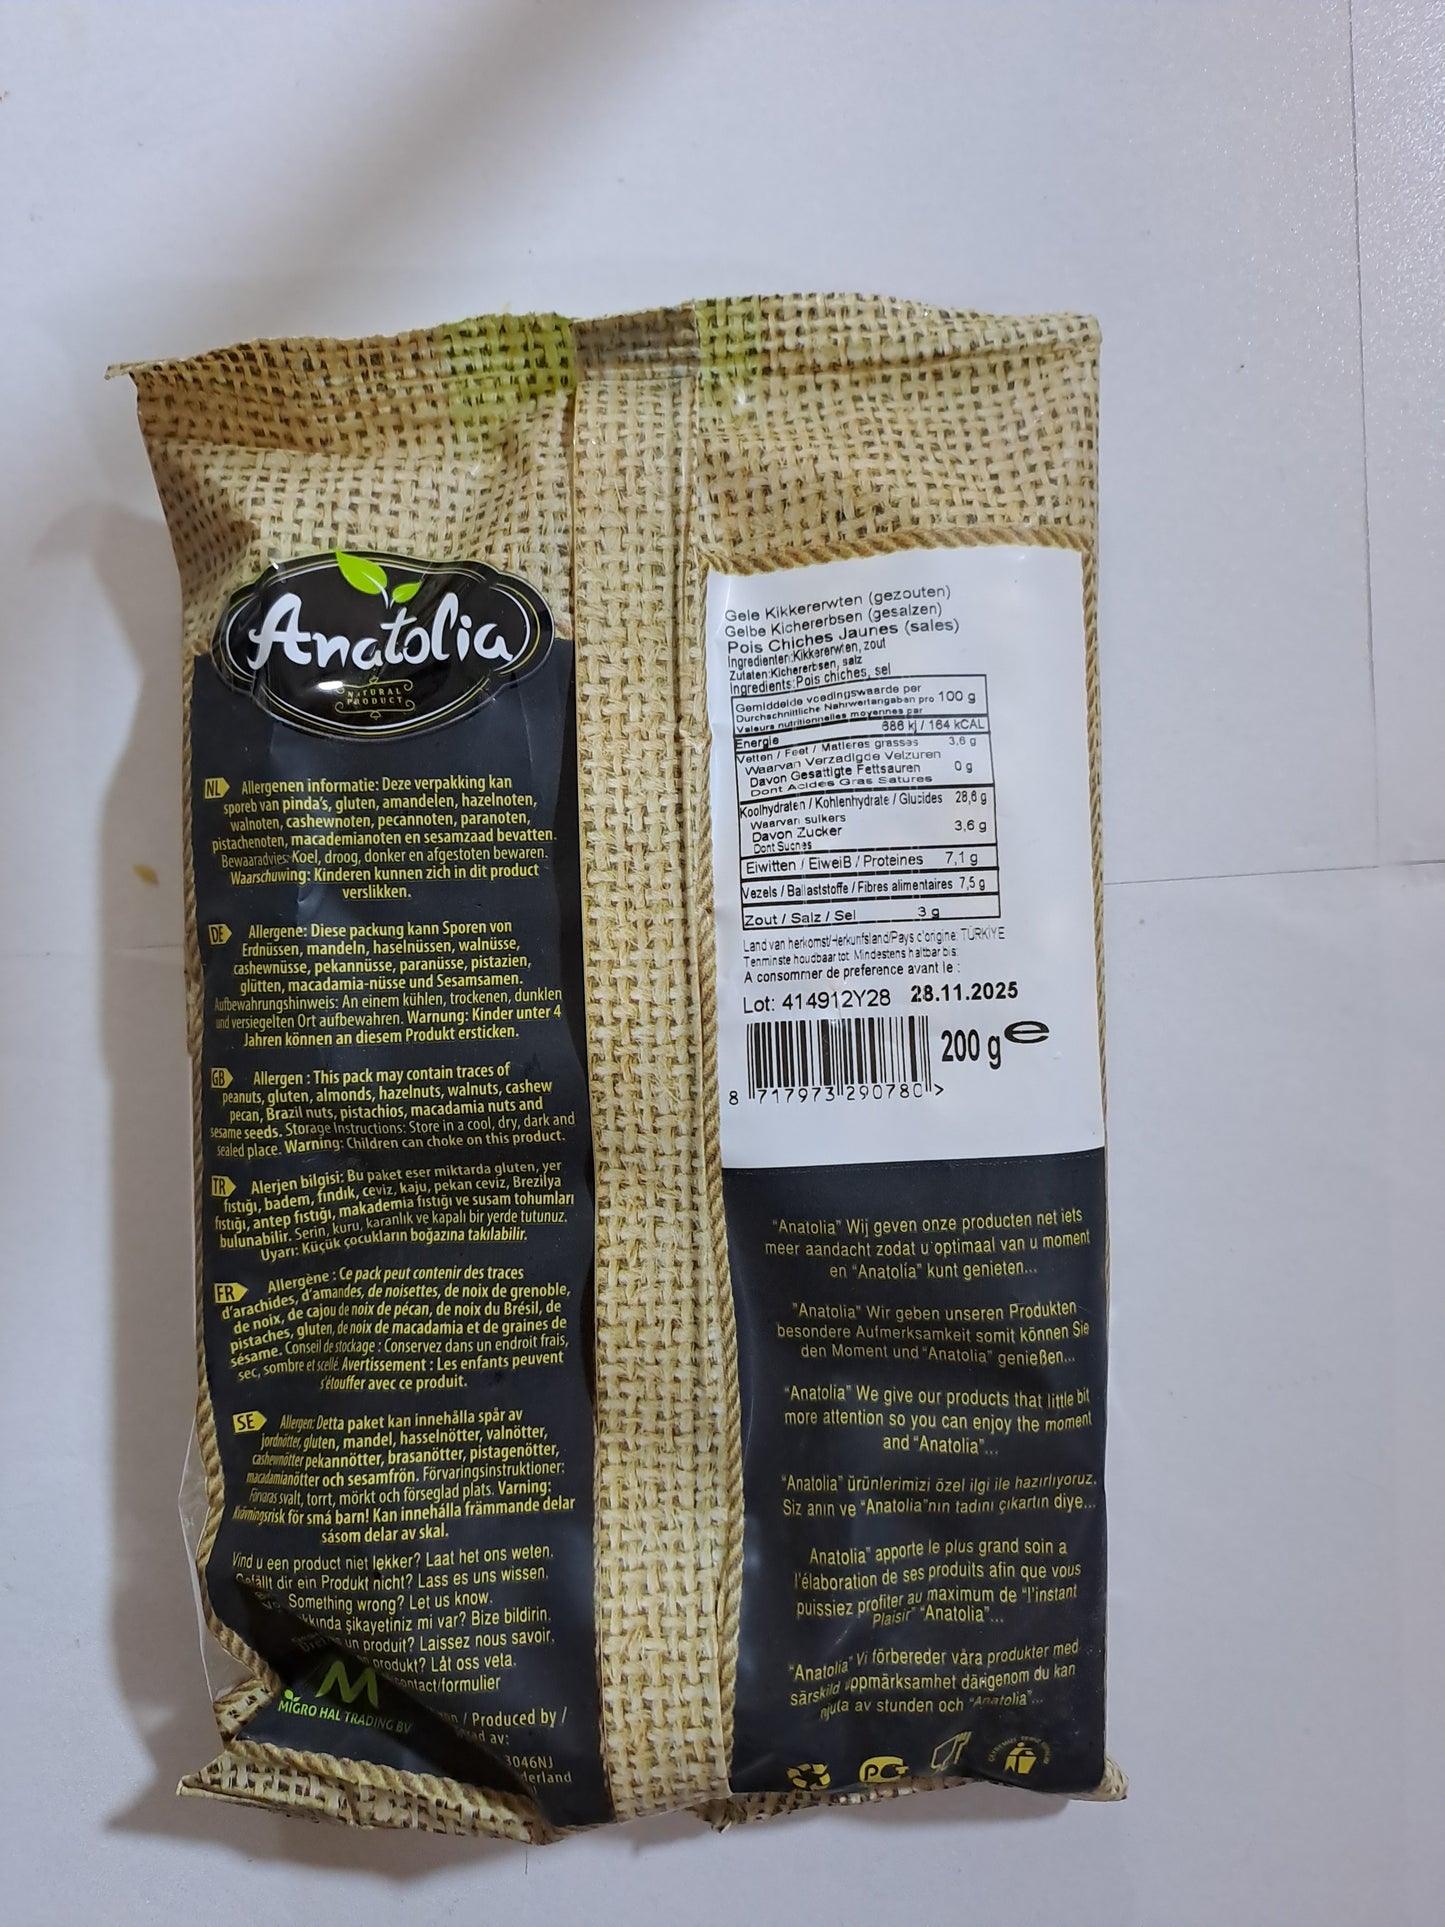 Anatolia
NATURAL
PRODUCT
NL Allergenen informatie: Deze verpakking kan
sporeb van pinda's, gluten, amandelen, hazelnoten,
walnoten, cashewnoten, pecannoten, paranoten,
pistachenoten, macademianoten en sesamzaad bevatten.
Bewaaradvies: Koel, droog, donker en afgestoten bewaren.
Waarschuwing: Kinderen kunnen zich in dit product
verslikken.
DE Allergene: Diese packung kann Sporen von
Erdnüssen, mandeln, haselnüssen, walnüsse,
cashewnüsse, pekannüsse, paranüsse, pistazien,
glütten, macadamia-nüsse und Sesamsamen.
Aufbewahrungshinweis: An einem kühlen, trockenen, dunklen
und versiegelten Ort aufbewahren. Warnung: Kinder unter 4
Jahren können an diesem Produkt ersticken.
GB Allergen : This pack may contain traces of
peanuts, gluten, almonds, hazelnuts, walnuts, cashew
pecan, Brazil nuts, pistachios, macadamia nuts and
sesame seeds. Storage Instructions: Store in a cool, dry, dark and
sealed place. Warning: Children can choke on this product.
TR Alerjen bilgisi: Bu paket eser miktarda gluten, yer
fıstığı, badem, fındık, ceviz, kaju, pekan ceviz, Brezilya
fıstığı, antep fıstığı, makademia fıstığı ve susam tohumları
bulunabilir. Serin, kuru, karanlık ve kapalı bir yerde tutunuz.
Uyarı: Küçük çocukların boğazına takılabilir.
FR Allergène : Ce pack peut contenir des traces
d'arachides, d'amandes, de noisettes, de noix de grenoble,
de noix, de cajou de noix de pécan, de noix du Brésil, de
pistaches, gluten, de noix de macadamia et de graines de
sésame. Conseil de stockage : Conservez dans un endroit frais,
sec, sombre et scellé. Avertissement : Les enfants peuvent
s'étouffer avec ce produit.
SE Allergen: Detta paket kan innehålla spår av
jordnötter, gluten, mandel, hasselnötter, valnötter,
cashewnötter pekannötter, brasanötter, pistagenötter,
macadamianötter och sesamfrön. Förvaringsinstruktioner:
Förvaras svalt, torrt, mörkt och förseglad plats. Varning:
Kvävningsrisk för små barn! Kan innehålla främmande delar
såsom delar av skal.
Vind u een product niet lekker? Laat het ons weten.
Gefällt dir ein Produkt nicht? Lass es uns wissen.
Something wrong? Let us know.
şikayetiniz mi var? Bize bildirin.
un produit? Laissez nous savoir.
produkt? Låt oss veta.
contact/formulier
MİGRO HAL TRADING BV
/ Produced by /
av:
3046NJ
Gele Kikkererwten (gezouten)
Gelbe Kichererbsen (gesalzen)
Pois Chiches Jaunes (sales)
Ingredienten:Kikkererwten, zout
Zutaten:Kichererbsen, salz
Ingredients:Pois chiches, sel
Gemiddelde voedingswaarde per
Durchschnittliche Nahrwertangaben pro 100 g
Valeurs nutritionnelles moyennes par
Energie 686 kj / 164 kCAL
Vetten / Feet / Matieres grasses 3,6 g
Waarvan Verzadigde Vetzuren
Davon Gesattigte Fettsauren 0 g
Dont Acides Gras Satures
Koolhydraten / Kohlenhydrate / Glucides 28,6 g
Waarvan suikers
Davon Zucker 3,6 g
Dont Sucres
Eiwitten / EiweiB / Proteines 7,1 g
Vezels / Ballaststoffe / Fibres alimentaires 7,5 g
Zout / Salz / Sel 3 g
Land van herkomst/Herkunfsland/Pays c'origine: TÜRKİYE
Tenminste houdbaar tot: Mindestens haltbar bis:
A consommer de preference avant le :
Lot: 414912Y28 28.11.2025
200 g e
8 717973 290780 >
"Anatolia" Wij geven onze producten net iets
meer aandacht zodat u optimaal van u moment
en "Anatolia" kunt genieten...
"Anatolia" Wir geben unseren Produkten
besondere Aufmerksamkeit somit können Sie
den Moment und "Anatolia" genießen...
"Anatolia" We give our products that little bit
more attention so you can enjoy the moment
and "Anatolia"...
"Anatolia" ürünlerimizi özel ilgi ile hazırlıyoruz.
Siz anın ve "Anatolia"nın tadını çıkartın diye...
Anatolia" apporte le plus grand soin a
l'élaboration de ses produits afin que vous
puissiez profiter au maximum de "l'instant
Plaisir" "Anatolia"...
"Anatolia" Vi förbereder våra produkter med
särskild uppmärksamhet därigenom du kan
njuta av stunden och "Anatolia"...